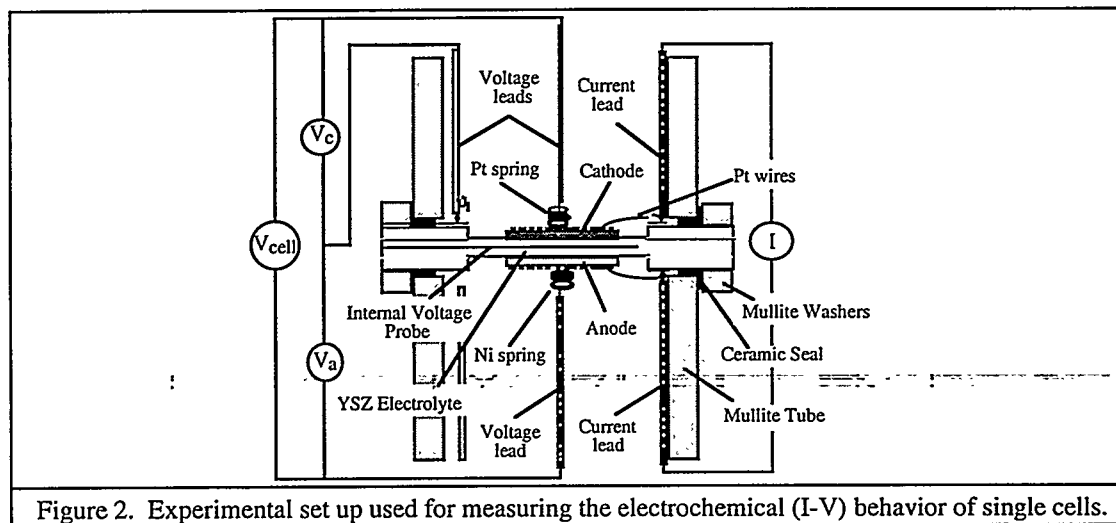 Voltage
leads
Current
lead
Vc
Pt spring
Cathode
Pt wires
Vcell
I
Internal Voltage
Probe
Anode
Mullite Washers
Ni spring
Ceramic Seal
Va
YSZ Electrolyte
Mullite Tube
Voltage
lead
Current
lead
Figure 2. Experimental set up used for measuring the electrochemical (I-V) behavior of single cells.